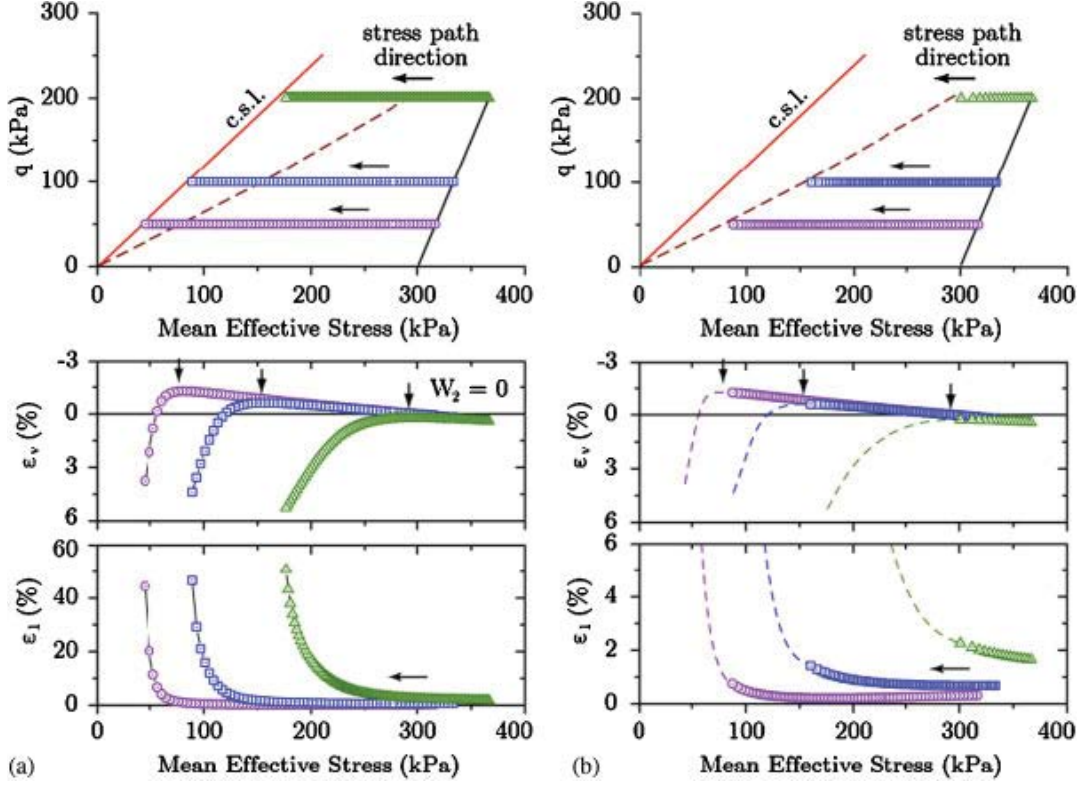 300
200
100
0
q (kPa)
stress path
direction
c.s.l.
0 100 200 300 400
Mean Effective Stress (kPa)
-3
0
3
6
εv (%)
W2 = 0
60
40
20
0
ε1 (%)
0 100 200 300 400
Mean Effective Stress (kPa)
(a)
300
200
100
0
q (kPa)
stress path
direction
c.s.l.
0 100 200 300 400
Mean Effective Stress (kPa)
-3
0
3
6
εv (%)
6
4
2
0
ε1 (%)
0 100 200 300 400
Mean Effective Stress (kPa)
(b)